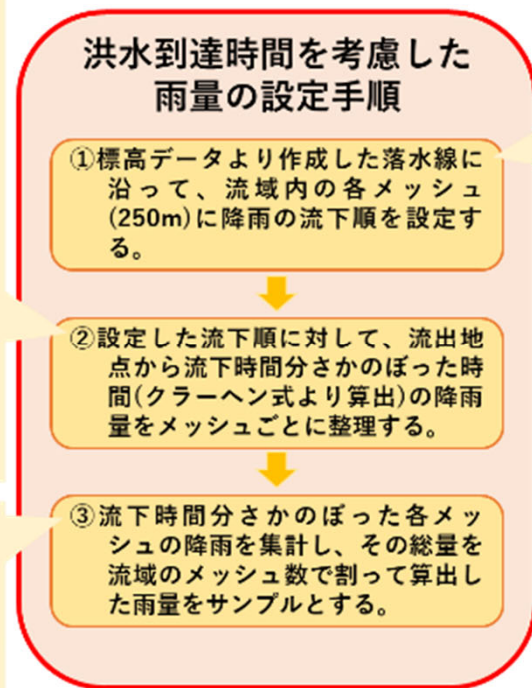 洪水到達時間を考慮した
雨量の設定手順
①標高データより作成した落水線に
沿って、流域内の各メッシュ
(250m)に降雨の流下順を設定す
る。
②設定した流下順に対して、流出地
点から流下時間分さかのぼった時
間(クラーヘン式より算出)の降雨
量をメッシュごとに整理する。
③流下時間分さかのぼった各メッ
シュの降雨を集計し、その総量を
流域のメッシュ数で割って算出し
た雨量をサンプルとする。